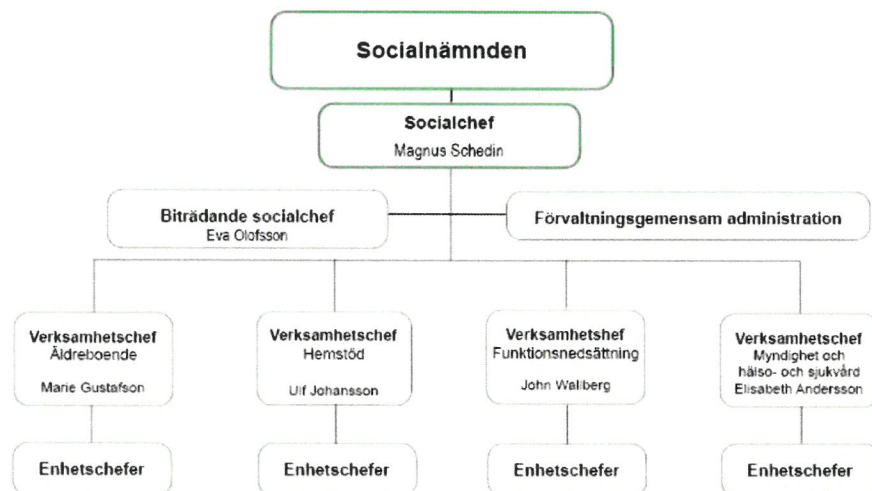 Socialnämnden
Socialchef
Magnus Schedin
Biträdande socialchef
Eva Olofsson
Förvaltningsgemensam administration
Verksamhetschef
Äldreboende
Marie Gustafson
Verksamhetschef
Hemstöd
Ulf Johansson
Verksamhetshef
Funktionsnedsättning
John Wallberg
Verksamhetschef
Myndighet och
hälso- och sjukvård
Elisabeth Andersson
Enhetschefer
Enhetschefer
Enhetschefer
Enhetschefer